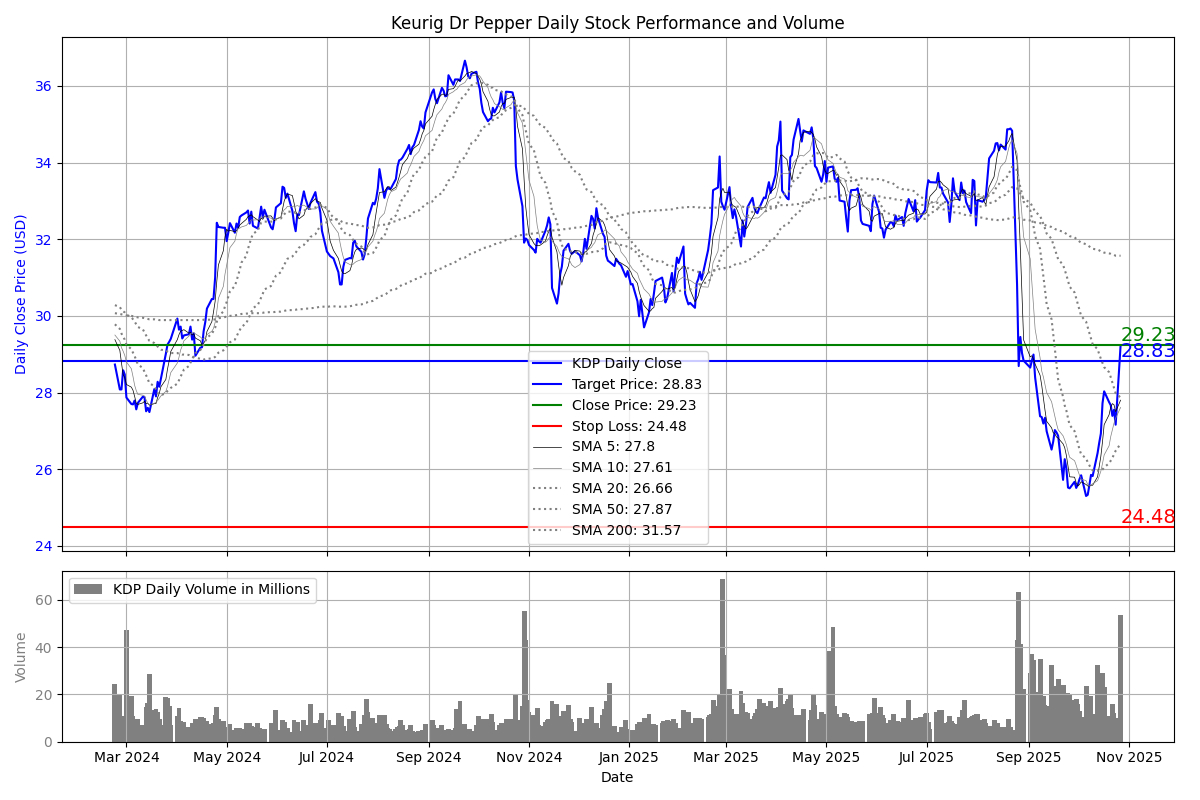 Keurig Dr Pepper Daily Stock Performance and Volume
Daily Close Price (USD)
36
34
32
30
28
26
24
29.23
28.83
24.48
KDP Daily Close
Target Price: 28.83
Close Price: 29.23
Stop Loss: 24.48
SMA 5: 27.8
SMA 10: 27.61
SMA 20: 26.66
SMA 50: 27.87
SMA 200: 31.57
KDP Daily Volume in Millions
Volume
60
40
20
0
Mar 2024
May 2024
Jul 2024
Sep 2024
Nov 2024
Jan 2025
Mar 2025
May 2025
Jul 2025
Sep 2025
Nov 2025
Date